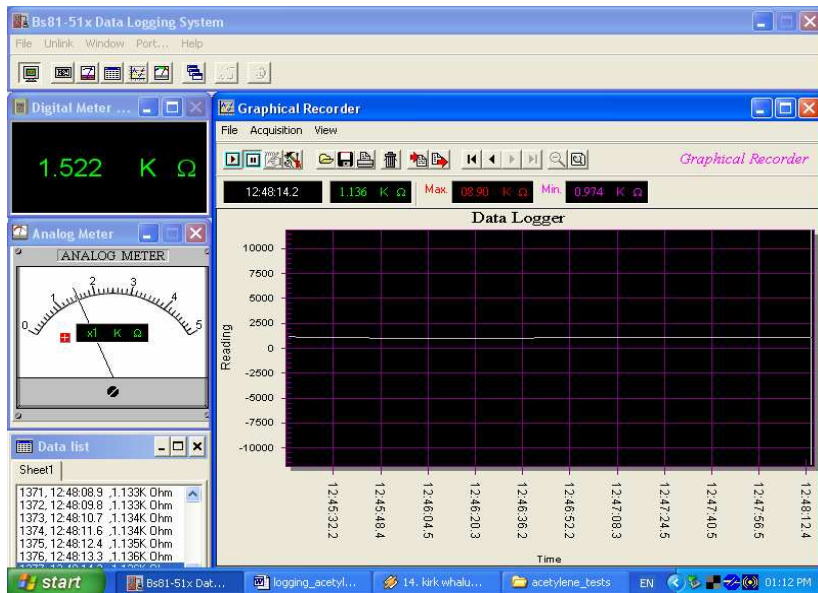 Bs81-51x Data Logging System
File Unlink Window Port... Help
Digital Meter ...
1.522 K Ω
Analog Meter
ANALOG METER
0 1 2 3 4 5
x1 K Ω
Data list
Sheet1
1371, 12:48:08.9 ,1.133K Ohm
1372, 12:48:09.8 ,1.133K Ohm
1373, 12:48:10.7 ,1.134K Ohm
1374, 12:48:11.6 ,1.134K Ohm
1375, 12:48:12.4 ,1.135K Ohm
1376, 12:48:13.3 ,1.136K Ohm
Graphical Recorder
File Acquisition View
Graphical Recorder
12:48:14.2 1.136 K Ω Max. 08.90 K Ω Min. 0.974 K Ω
Data Logger
Reading
10000
7500
5000
2500
0
-2500
-5000
-7500
-10000
12:45:32.2 12:45:48.4 12:46:04.5 12:46:20.3 12:46:36.2 12:46:52.2 12:47:08.3 12:47:24.5 12:47:40.5 12:47:56.5 12:48:12.4
Time
start Bs81-51x Dat... logging_acetyl... 14. kirk whalu... acetylene_tests EN 01:12 PM